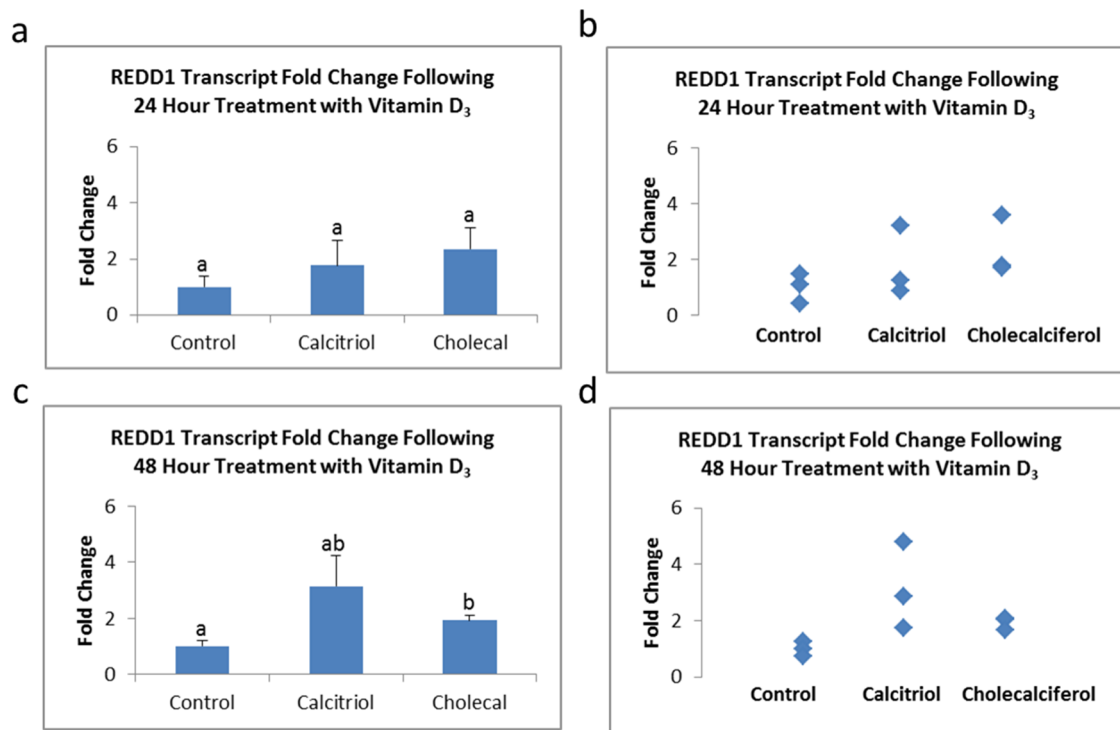 a
REDD1 Transcript Fold Change Following
24 Hour Treatment with Vitamin D₃
Fold Change
6
4
2
0
a
a
a
Control
Calcitriol
Cholecal
b
REDD1 Transcript Fold Change Following
24 Hour Treatment with Vitamin D₃
Fold Change
6
4
2
0
Control
Calcitriol
Cholecalciferol
c
REDD1 Transcript Fold Change Following
48 Hour Treatment with Vitamin D₃
Fold Change
6
4
2
0
a
ab
b
Control
Calcitriol
Cholecal
d
REDD1 Transcript Fold Change Following
48 Hour Treatment with Vitamin D₃
Fold Change
6
4
2
0
Control
Calcitriol
Cholecalciferol